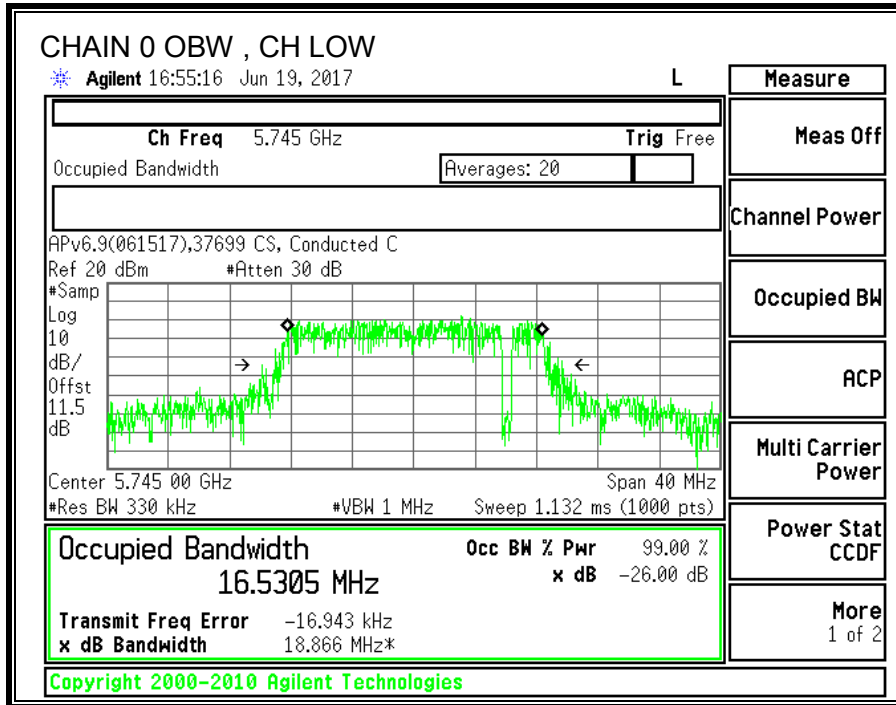 CHAIN 0 OBW , CH LOW
Agilent 16:55:16 Jun 19, 2017 L
Measure
Ch Freq 5.745 GHz Trig Free
Meas Off
Occupied Bandwidth Averages: 20
Channel Power
APv6.9(061517),37699 CS, Conducted C
Ref 20 dBm #Atten 30 dB
#Samp
Log
10
dB/
Offst
11.5
dB
Occupied BW
ACP
Multi Carrier
Power
Center 5.745 00 GHz Span 40 MHz
#Res BW 330 kHz #VBW 1 MHz Sweep 1.132 ms (1000 pts)
Power Stat
CCDF
Occupied Bandwidth Occ BW % Pwr 99.00 %
16.5305 MHz x dB -26.00 dB
Transmit Freq Error -16.943 kHz
x dB Bandwidth 18.866 MHz*
More
1 of 2
Copyright 2000-2010 Agilent Technologies